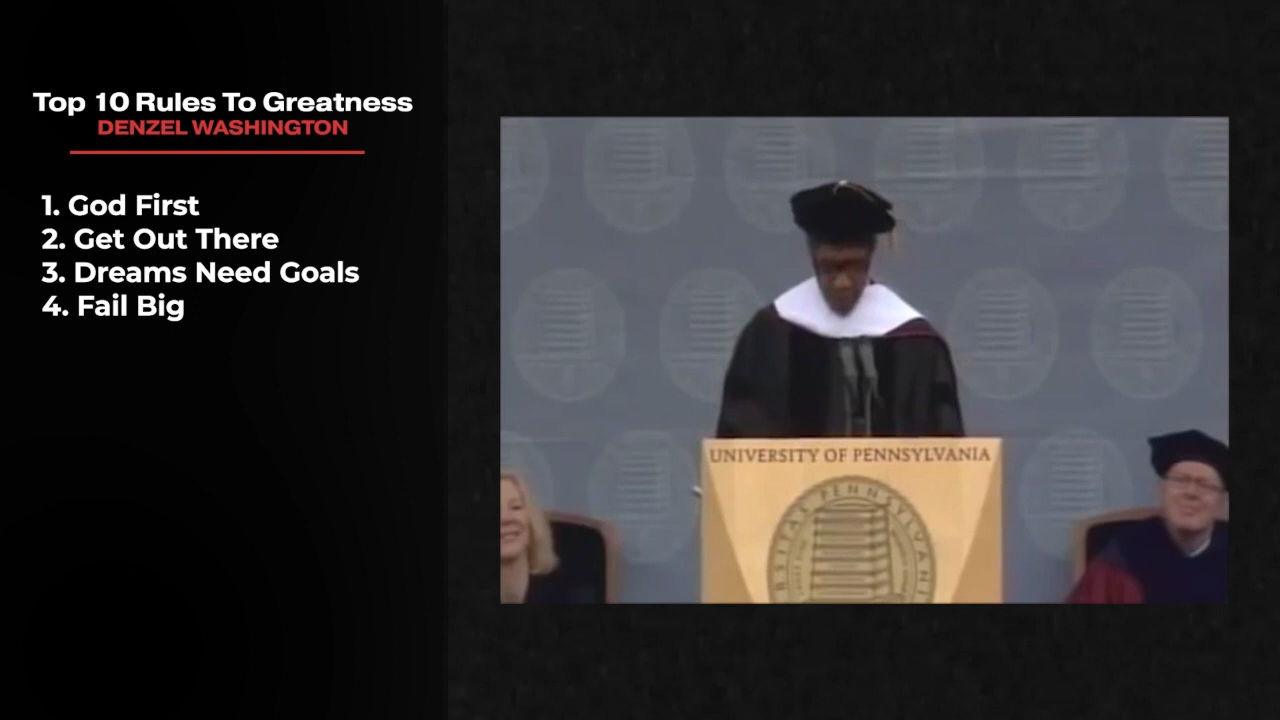 Top 10 Rules To Greatness
DENZEL WASHINGTON
1. God First
2. Get Out There
3. Dreams Need Goals
4. Fail Big
UNIVERSITY OF PENNSYLVANIA